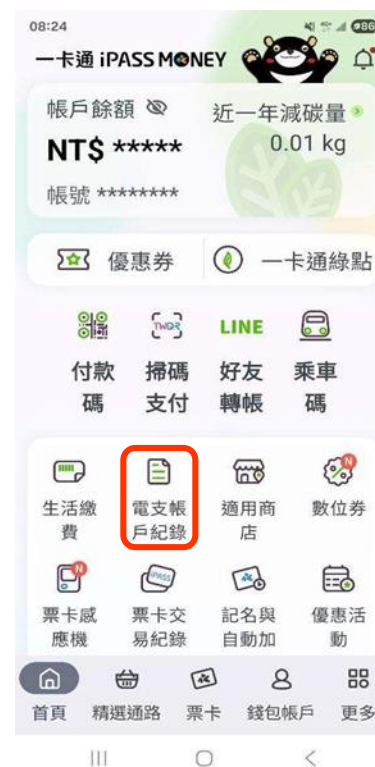 08:24 86
一卡通 iPASS MONEY
帳戶餘額 近一年減碳量
NT$ ***** 0.01 kg
帳號 ********
優惠券 一卡通綠點
TWQR LINE
付款碼 掃碼支付 好友轉帳 乘車碼
N
生活繳費 電支帳戶紀錄 適用商店 數位券
N iPASS
票卡感應機 票卡交易紀錄 記名與自動加 優惠活動
首頁 精選通路 票卡 錢包帳戶 更多